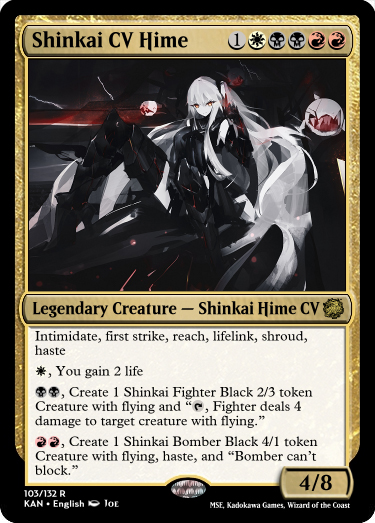 Shinkai CV Hime 1
Legendary Creature — Shinkai Hime CV
Intimidate, first strike, reach, lifelink, shroud,
haste
, You gain 2 life
, Create 1 Shinkai Fighter Black 2/3 token
Creature with flying and “, Fighter deals 4
damage to target creature with flying.”
, Create 1 Shinkai Bomber Black 4/1 token
Creature with flying, haste, and “Bomber can’t
block.”
4/8
103/132 R
KAN • English JOE
MSE, Kadokawa Games, Wizard of the Coast